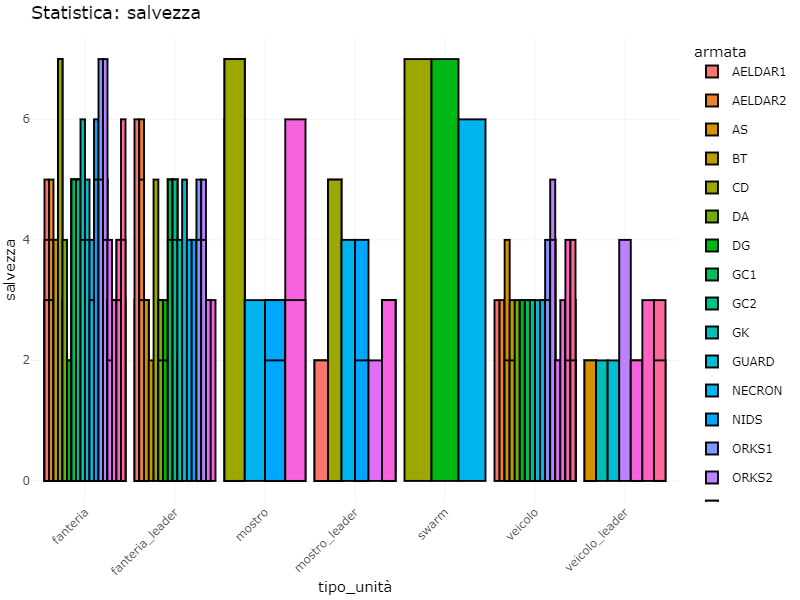 Statistica: salvezza
salvezza
6
4
2
0
fanteria
fanteria_leader
mostro
mostro_leader
swarm
veicolo
veicolo_leader
tipo_unità
armata
AELDAR1
AELDAR2
AS
BT
CD
DA
DG
GC1
GC2
GK
GUARD
NECRON
NIDS
ORKS1
ORKS2